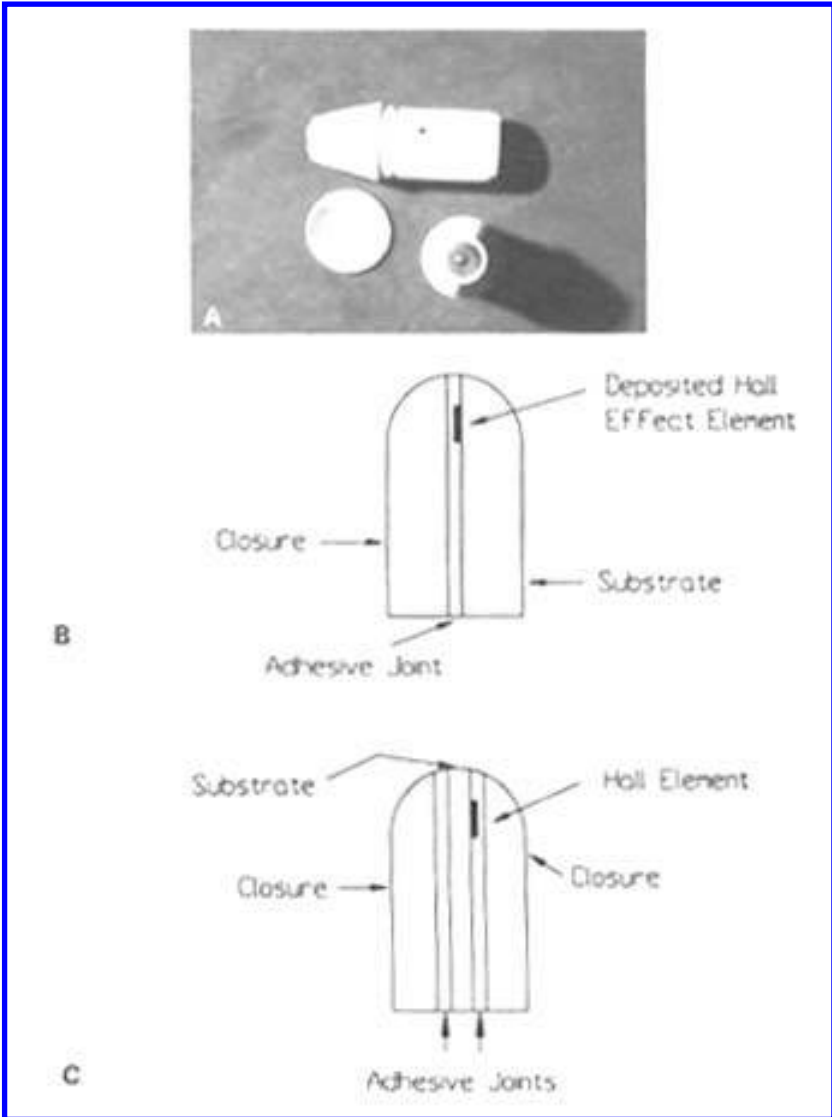 A
Deposited Hall
EFFect Element
Closure
Substrate
B
Adhesive Joint
Substrate
Hall Element
Closure
Closure
C
Adhesive Joints